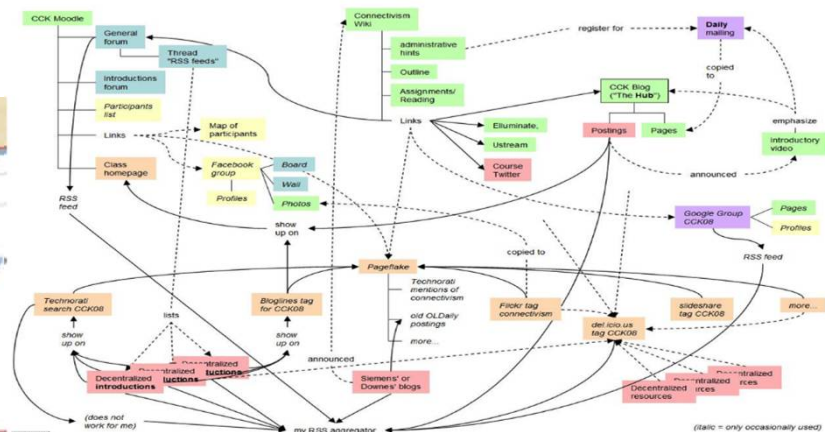 CCK Moodle
General
forum
Thread
"RSS feeds"
Introductions
forum
Participants
list
Links
Map of
participants
Class
homepage
Facebook
group
Profiles
Board
Wall
Photos
RSS
feed
Connectivism
Wiki
administrative
hints
Outline
Assignments/
Reading
Links
Elluminate,
Ustream
Course
Twitter
register for
Daily
mailing
copied
to
CCK Blog
("The Hub")
Postings
Pages
emphasize
Introductory
video
announced
Google Group
CCK08
Pages
Profiles
RSS feed
show
up on
copied to
Pageflake
Technorati
mentions of
connectivism
old OLDaily
postings
more...
Technorati
search CCK08
Bloglines tag
for CCK08
Flickr tag
connectivism
slideshare
tag CCK08
more...
del.icio.us
tag CCK08
show
up on
lists
show
up on
announced
Decentralized
introductions
Siemens' or
Downes' blogs
Decentralized
resources
(does not
work for me)
my RSS aggregator
(italic = only occasionally used)